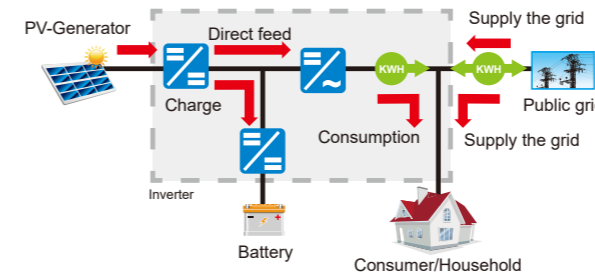 PV-Generator
Direct feed
Supply the grid
KWH
KWH
Charge
Public gri
Consumption
Supply the grid
Inverter
Battery
Consumer/Household